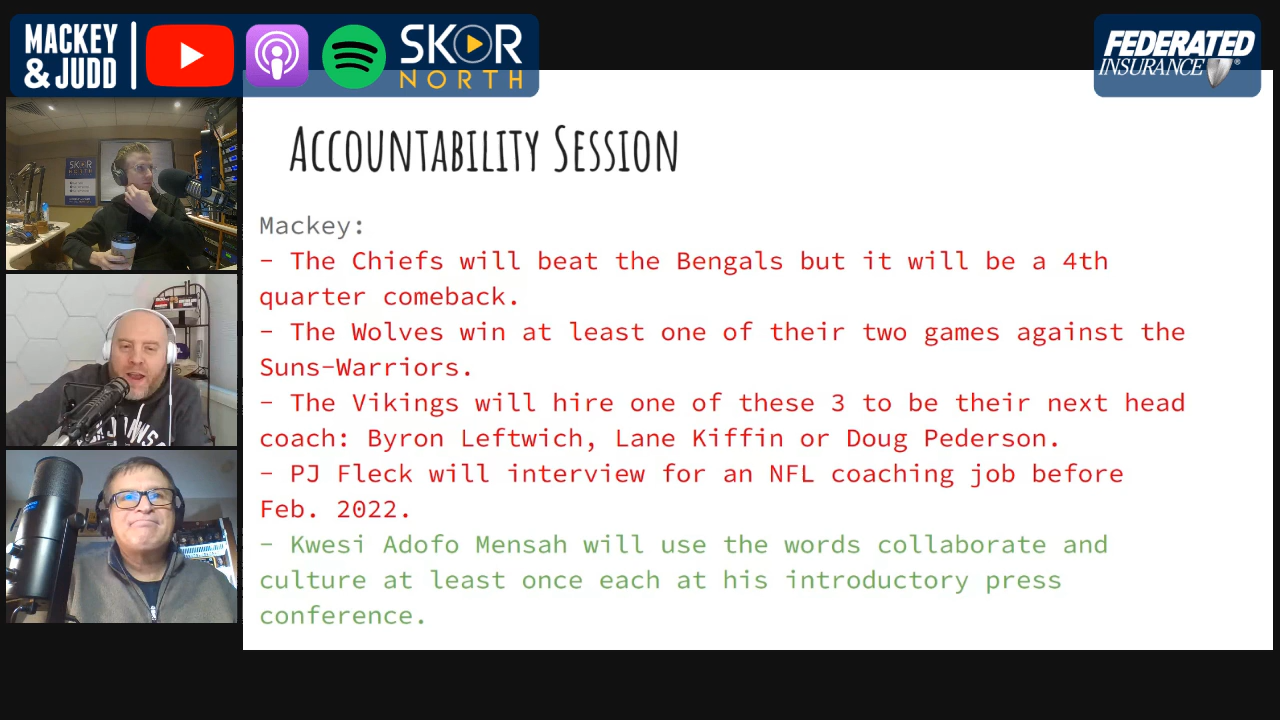 MACKEY
& JUDD
SKOR
NORTH
FEDERATED
INSURANCE®
SKOR
NORTH
Accountability Session
Mackey:
- The Chiefs will beat the Bengals but it will be a 4th
quarter comeback.
- The Wolves win at least one of their two games against the
Suns-Warriors.
- The Vikings will hire one of these 3 to be their next head
coach: Byron Leftwich, Lane Kiffin or Doug Pederson.
- PJ Fleck will interview for an NFL coaching job before
Feb. 2022.
- Kwesi Adofo Mensah will use the words collaborate and
culture at least once each at his introductory press
conference.